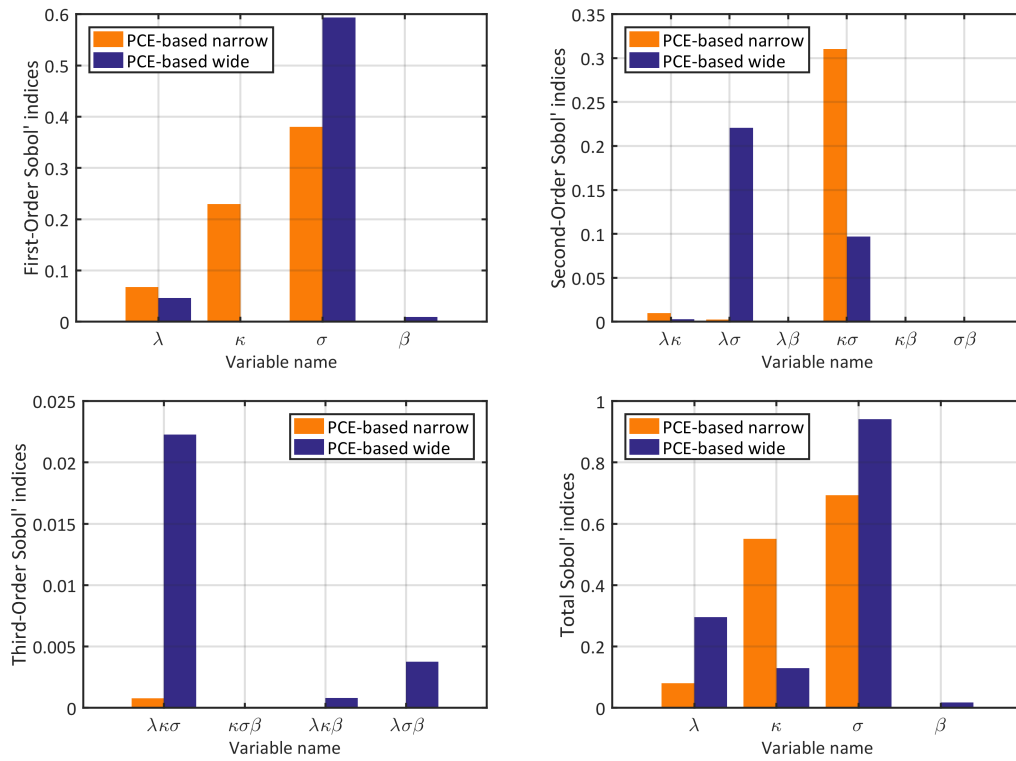 First-Order Sobol' indices
0.6
0.5
0.4
0.3
0.2
0.1
0
PCE-based narrow
PCE-based wide
λ κ σ β
Variable name
Second-Order Sobol' indices
0.35
0.3
0.25
0.2
0.15
0.1
0.05
0
PCE-based narrow
PCE-based wide
λκ λσ λβ κσ κβ σβ
Variable name
Third-Order Sobol' indices
0.025
0.02
0.015
0.01
0.005
0
PCE-based narrow
PCE-based wide
λκσ κσβ λκβ λσβ
Variable name
Total Sobol' indices
1
0.8
0.6
0.4
0.2
0
PCE-based narrow
PCE-based wide
λ κ σ β
Variable name